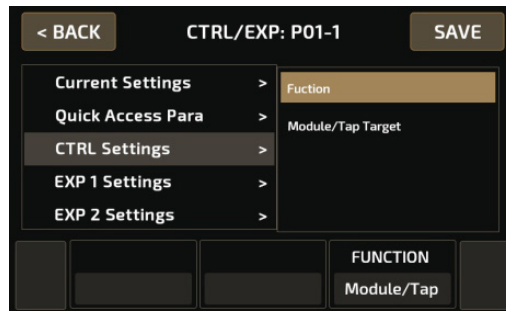 < BACK CTRL/EXP: P01-1 SAVE
Current Settings >
Quick Access Para >
CTRL Settings >
EXP 1 Settings >
EXP 2 Settings >
Fuction
Module/Tap Target
FUNCTION
Module/Tap